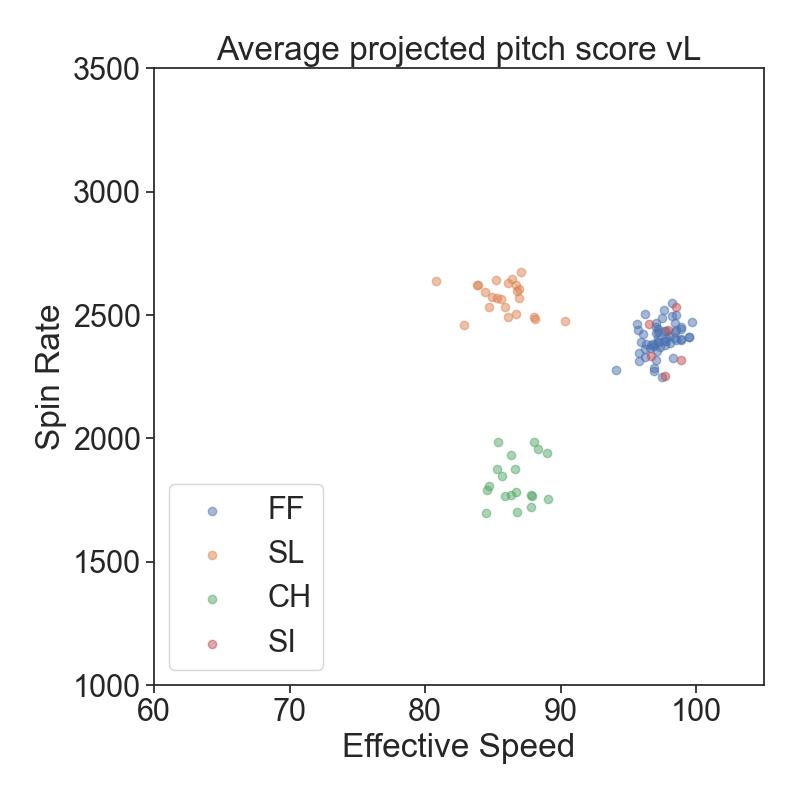 Average projected pitch score vL
3500
3000
2500
2000
1500
1000
Spin Rate
FF
SL
CH
SI
60
70
80
90
100
Effective Speed